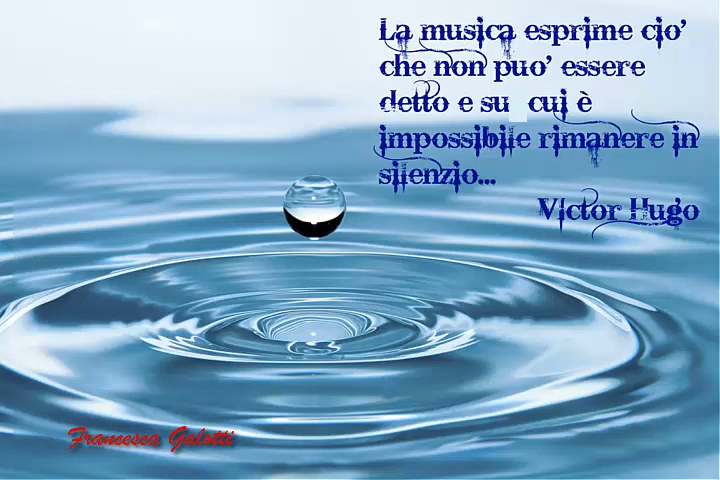 La musica esprime cio'
che non puo' essere
detto e su cui è
impossibile rimanere in
silenzio...
Victor Hugo
Francesca Galotti